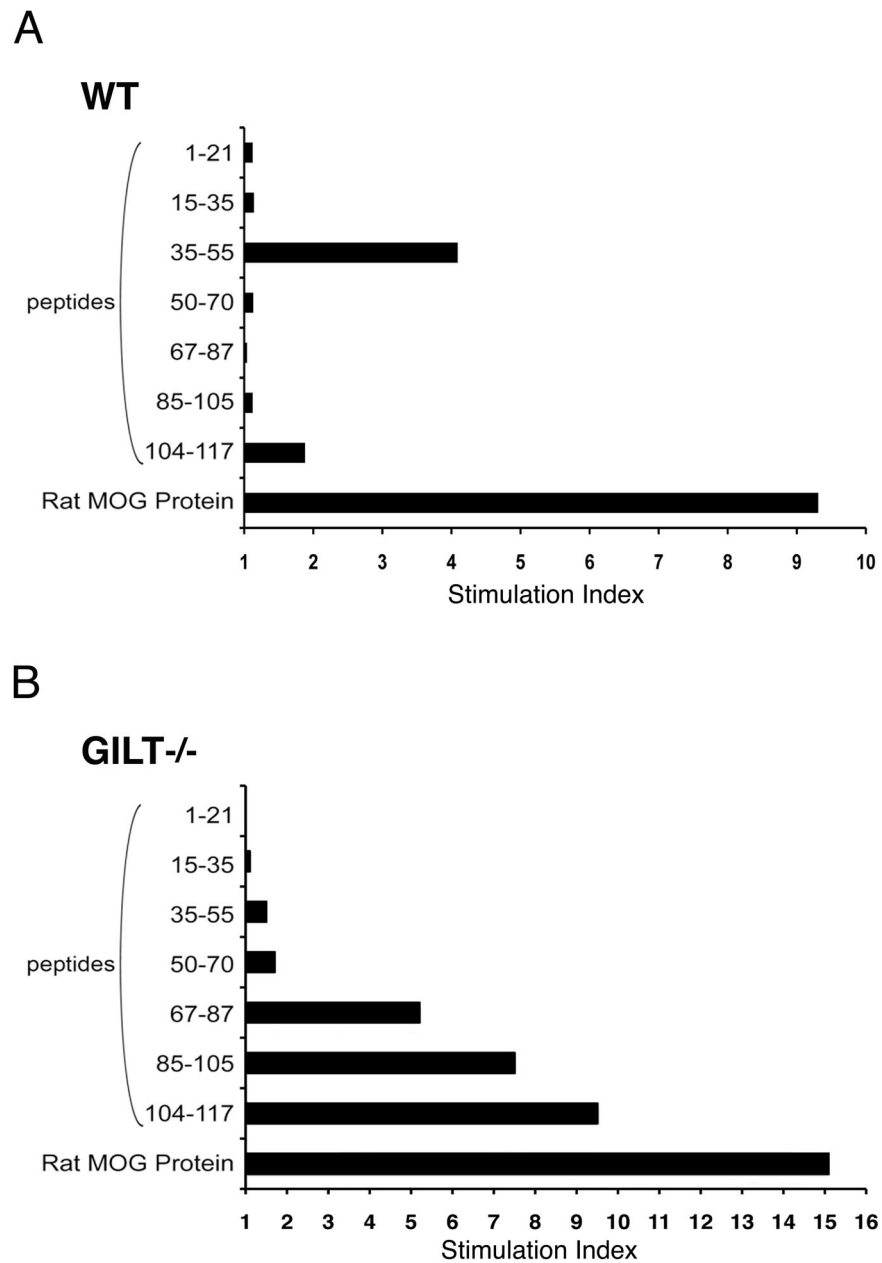 A
WT
peptides
1-21
15-35
35-55
50-70
67-87
85-105
104-117
Rat MOG Protein
1 2 3 4 5 6 7 8 9 10
Stimulation Index
B
GILT-/-
peptides
1-21
15-35
35-55
50-70
67-87
85-105
104-117
Rat MOG Protein
1 2 3 4 5 6 7 8 9 10 11 12 13 14 15 16
Stimulation Index